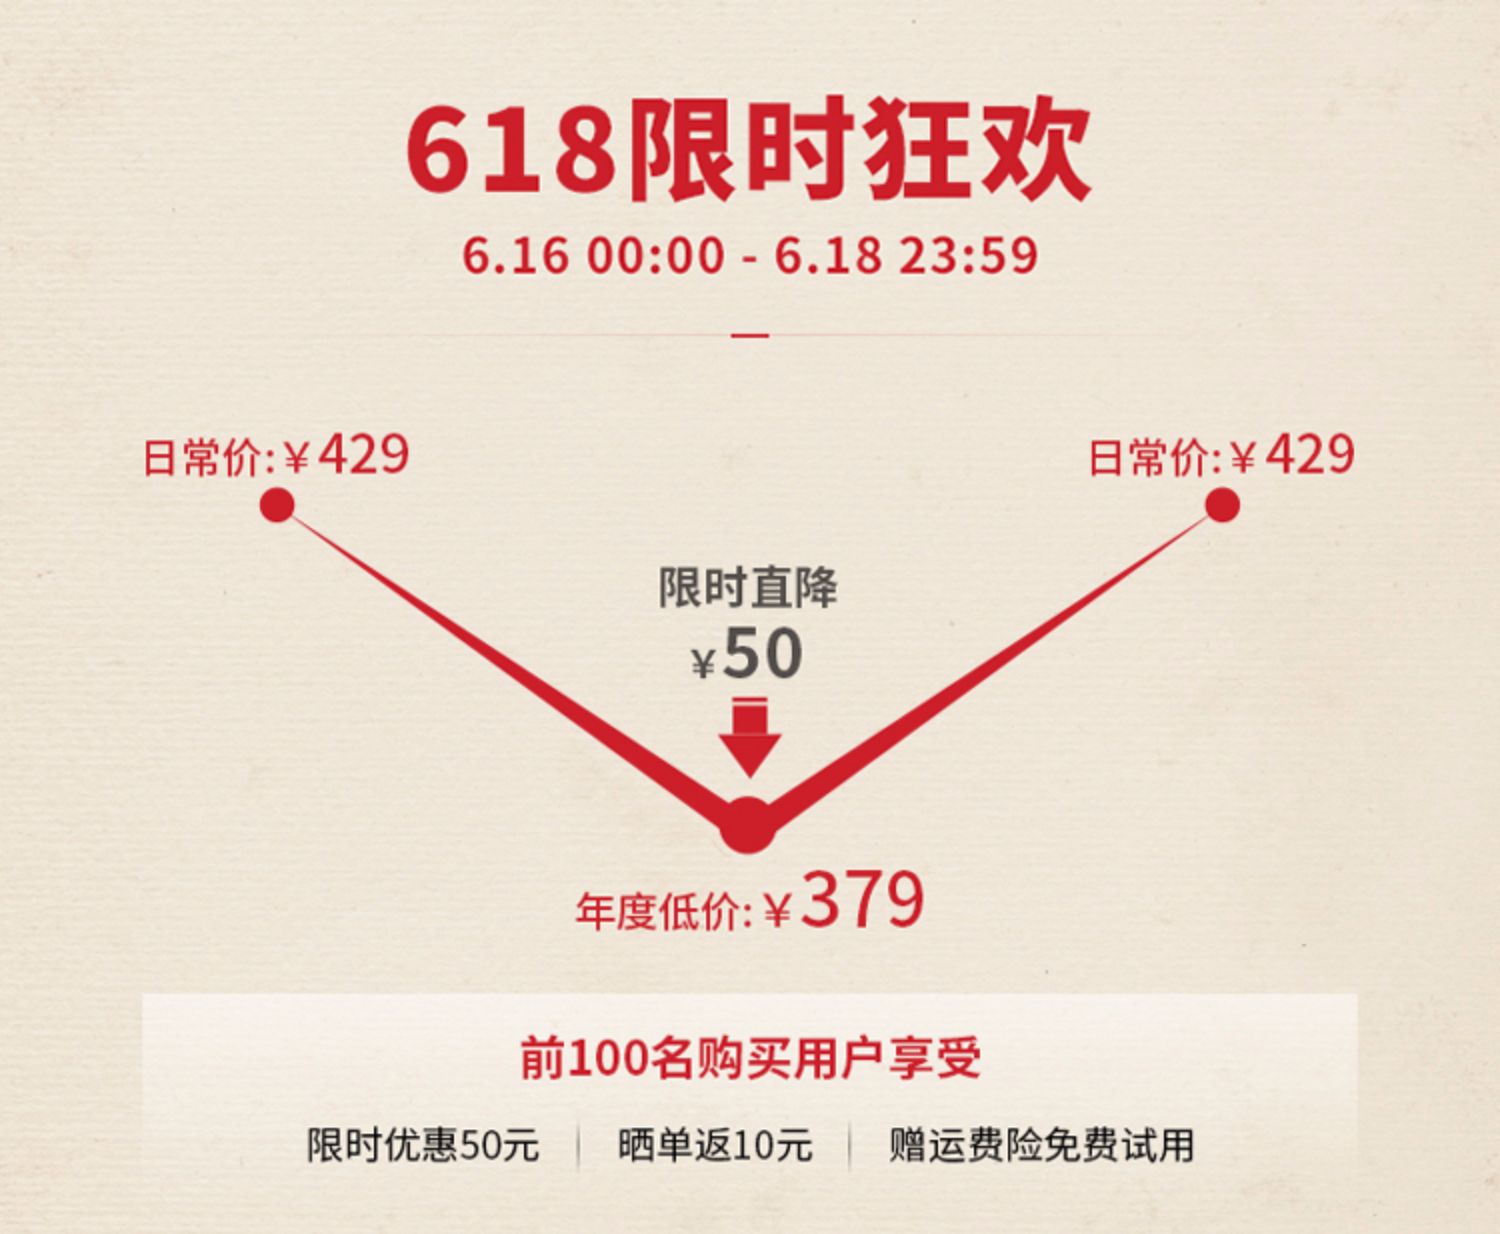 618限时狂欢
6.16 00:00 - 6.18 23:59
日常价:¥429
日常价:¥429
限时直降
¥50
年度低价:¥379
前100名购买用户享受
限时优惠50元 晒单返10元 赠运费险免费试用